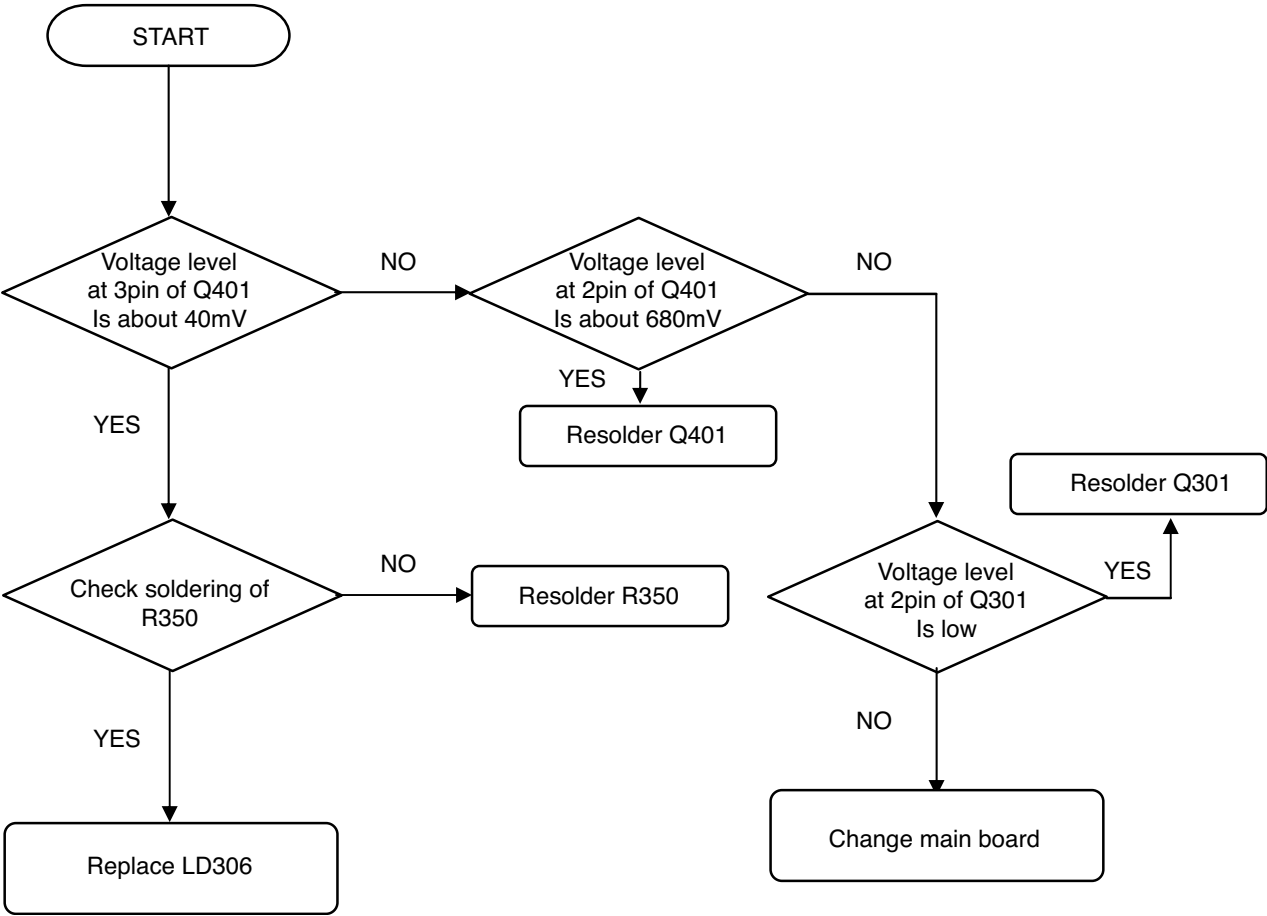 START
Voltage level
at 3pin of Q401
Is about 40mV
NO
Voltage level
at 2pin of Q401
Is about 680mV
NO
YES
Resolder Q401
YES
Resolder Q301
Check soldering of
R350
NO
Resolder R350
Voltage level
at 2pin of Q301
Is low
YES
YES
NO
Replace LD306
Change main board